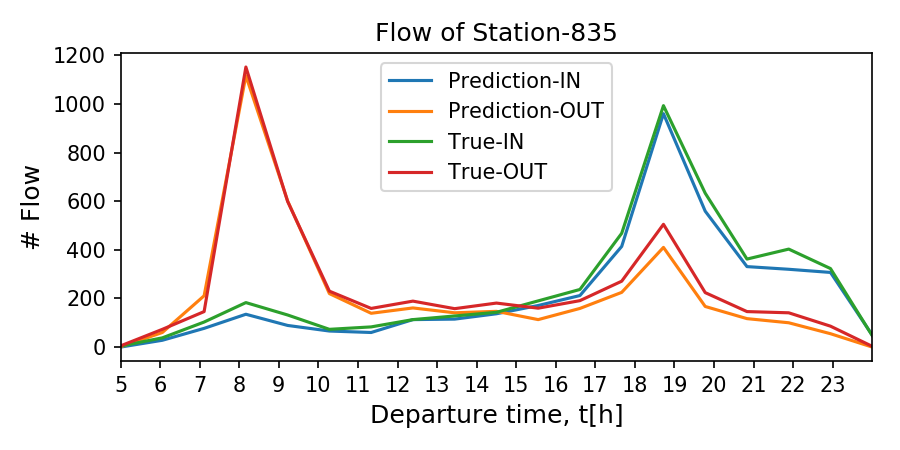 Flow of Station-835
1200
1000
800
600
400
200
0
# Flow
Prediction-IN
Prediction-OUT
True-IN
True-OUT
5 6 7 8 9 10 11 12 13 14 15 16 17 18 19 20 21 22 23
Departure time, t[h]